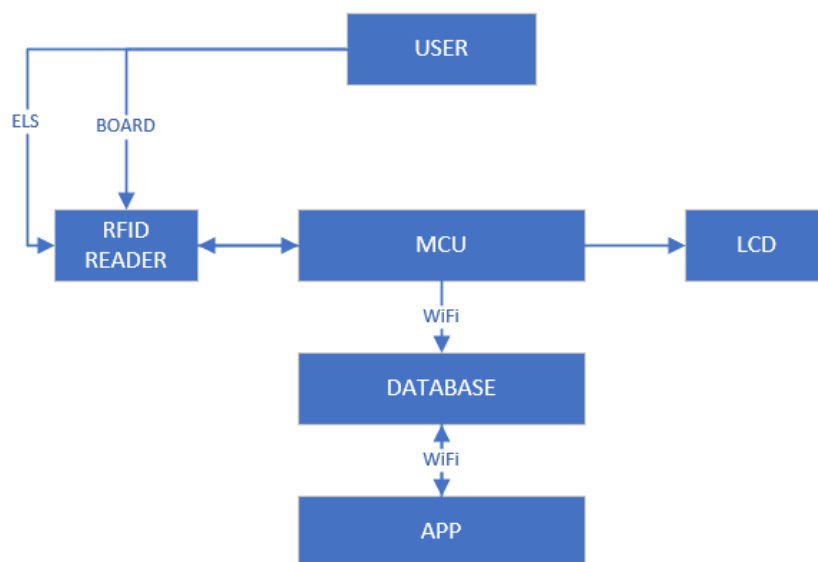 USER
ELS
BOARD
RFID
READER
MCU
LCD
WiFi
DATABASE
WiFi
APP